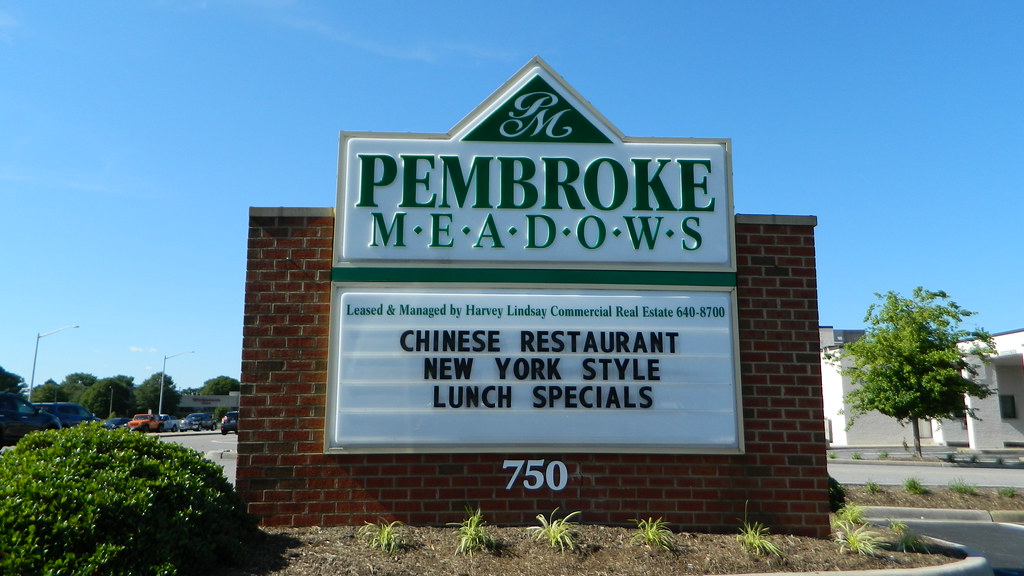 PM
PEMBROKE
M·E·A·D·O·W·S
Leased & Managed by Harvey Lindsay Commercial Real Estate 640-8700
CHINESE RESTAURANT
NEW YORK STYLE
LUNCH SPECIALS
750